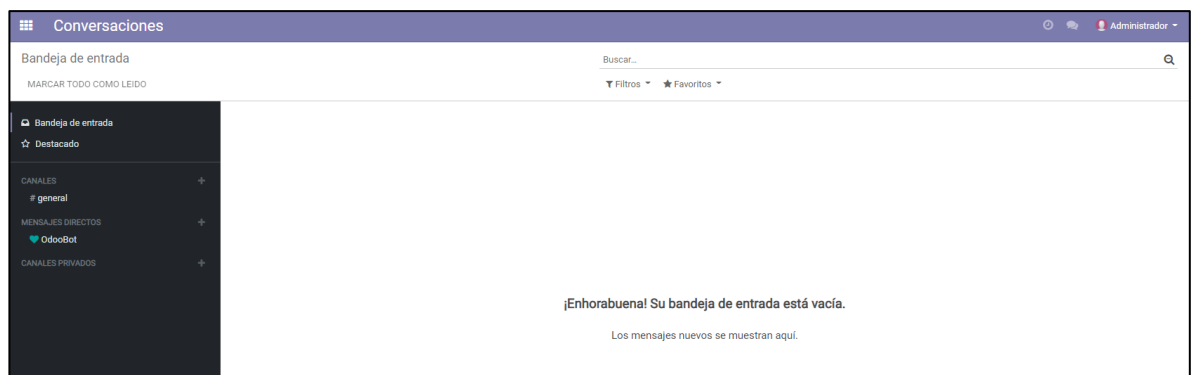 Conversaciones
Administrador
Bandeja de entrada
Buscar...
MARCAR TODO COMO LEIDO
Filtros
Favoritos
Bandeja de entrada
Destacado
CANALES
# general
MENSAJES DIRECTOS
OdooBot
CANALES PRIVADOS
¡Enhorabuena! Su bandeja de entrada está vacía.
Los mensajes nuevos se muestran aquí.